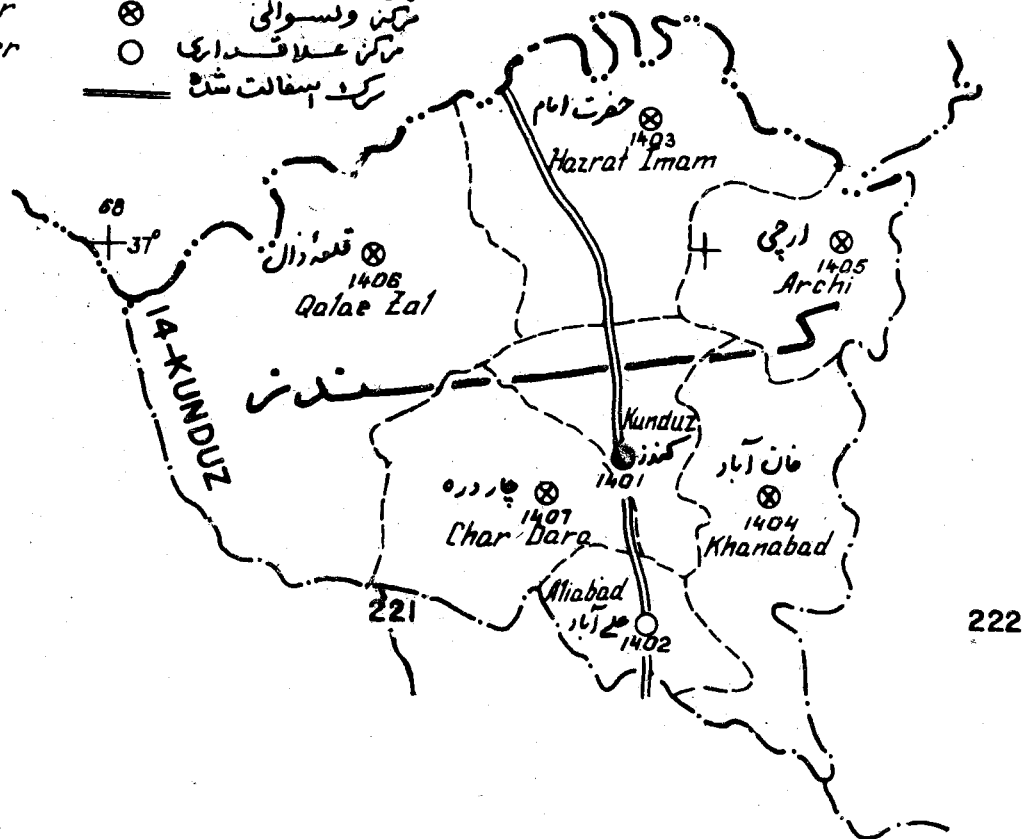 r
مرکز ولسوالی
er
مرکز علاقداری
سرک اسفالت شده
حضرت امام
1403
Hazrat Imam
68
37°
قلعهٔ زال
1406
Qalae Zal
ارچی
1405
Archi
14-KUNDUZ
کندز
Kunduz
کندز
1401
چاردره
1407
Char Dara
خان آباد
1404
Khanabad
Aliabad
علی آباد
1402
221
222